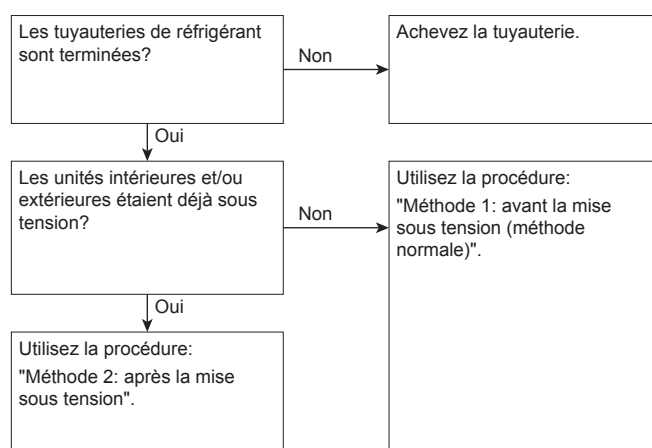 Les tuyauteries de réfrigérant
sont terminées?
Non
Achevez la tuyauterie.
Oui
Les unités intérieures et/ou
extérieures étaient déjà sous
tension?
Non
Utilisez la procédure:
"Méthode 1: avant la mise
sous tension (méthode
normale)".
Oui
Utilisez la procédure:
"Méthode 2: après la mise
sous tension".